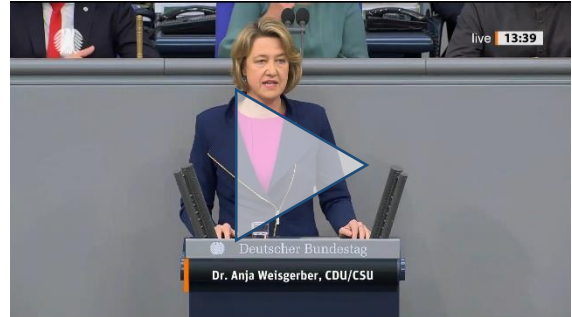 live 13:39
Deutscher Bundestag
Dr. Anja Weisgerber, CDU/CSU